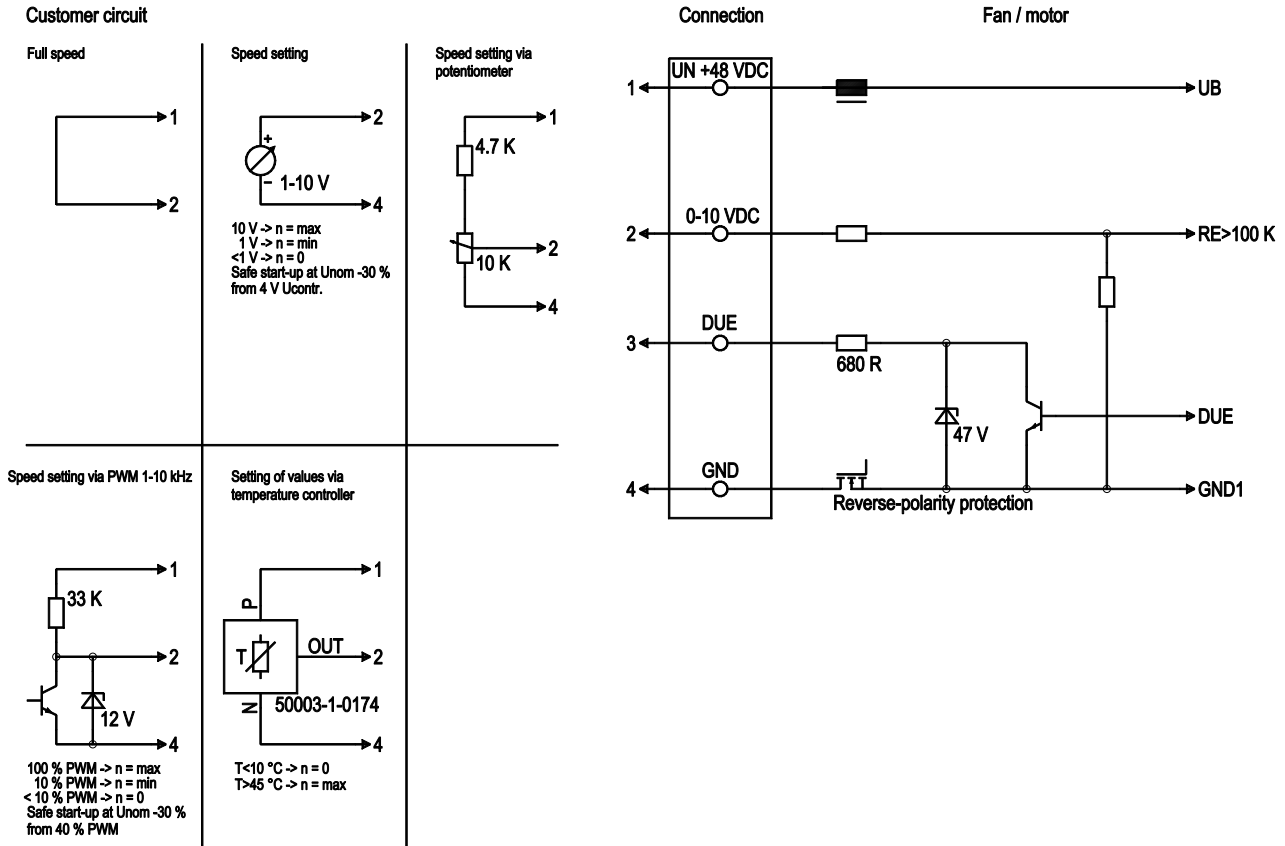 Customer circuit
Full speed
1
2
Speed setting
2
+
- 1-10 V
4
10 V -> n = max
1 V -> n = min
<1 V -> n = 0
Safe start-up at Unom -30 %
from 4 V Ucontr.
Speed setting via
potentiometer
1
4.7 K
2
10 K
4
Speed setting via PWM 1-10 kHz
1
33 K
2
12 V
4
100 % PWM -> n = max
10 % PWM -> n = min
< 10 % PWM -> n = 0
Safe start-up at Unom -30 %
from 40 % PWM
Setting of values via
temperature controller
1
P
T
OUT
2
N
50003-1-0174
4
T<10 °C -> n = 0
T>45 °C -> n = max
Connection
Fan / motor
1
UN +48 VDC
UB
2
0-10 VDC
RE>100 K
3
DUE
680 R
47 V
DUE
4
GND
GND1
Reverse-polarity protection